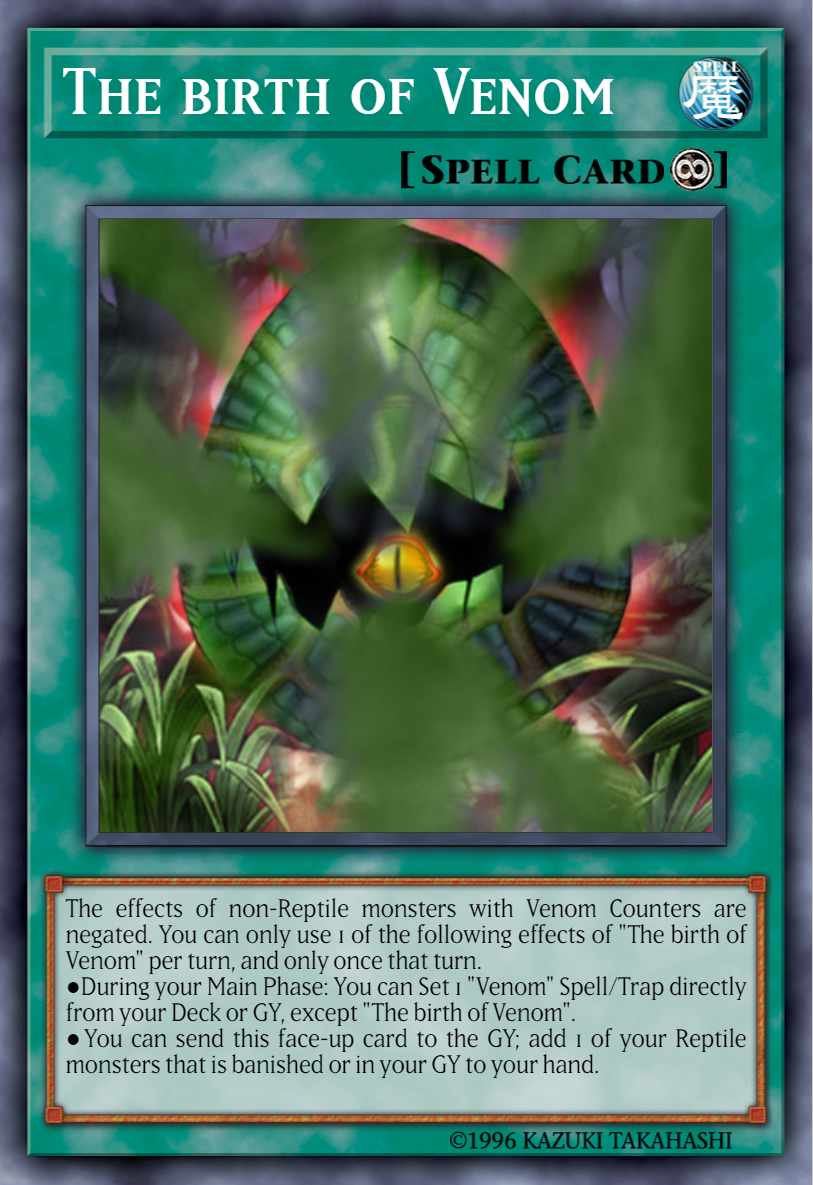 The birth of Venom
SPELL
魔
[Spell Card]
The effects of non-Reptile monsters with Venom Counters are
negated. You can only use 1 of the following effects of "The birth of
Venom" per turn, and only once that turn.
●During your Main Phase: You can Set 1 "Venom" Spell/Trap directly
from your Deck or GY, except "The birth of Venom".
●You can send this face-up card to the GY; add 1 of your Reptile
monsters that is banished or in your GY to your hand.
©1996 KAZUKI TAKAHASHI